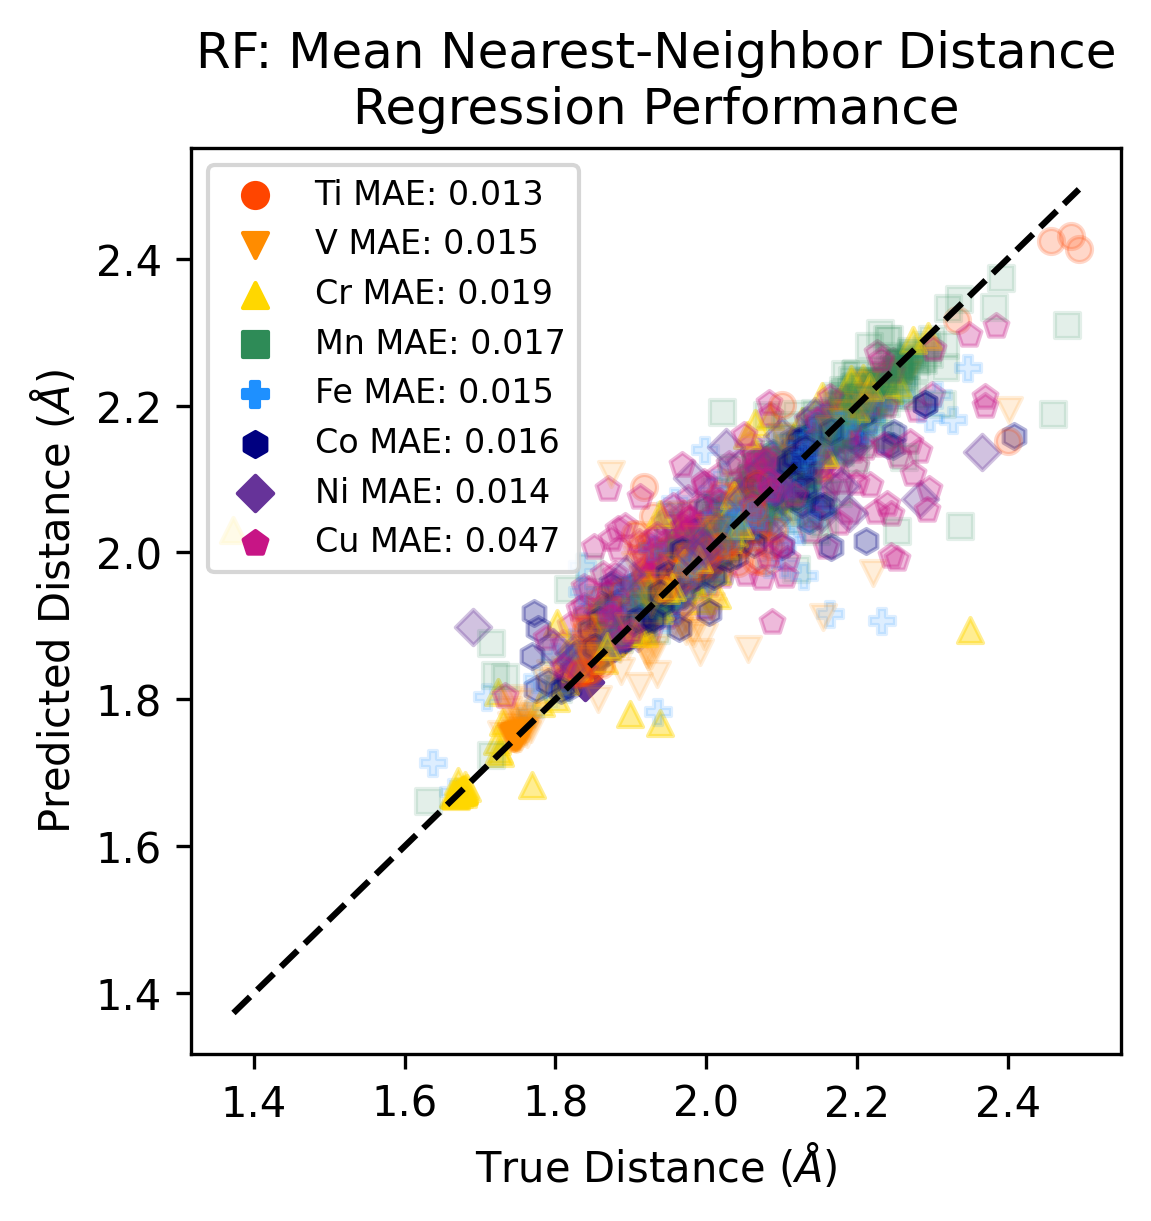 RF: Mean Nearest-Neighbor Distance
Regression Performance
Ti MAE: 0.013
V MAE: 0.015
Cr MAE: 0.019
Mn MAE: 0.017
Fe MAE: 0.015
Co MAE: 0.016
Ni MAE: 0.014
Cu MAE: 0.047
Predicted Distance (Å)
2.4
2.2
2.0
1.8
1.6
1.4
1.4 1.6 1.8 2.0 2.2 2.4
True Distance (Å)